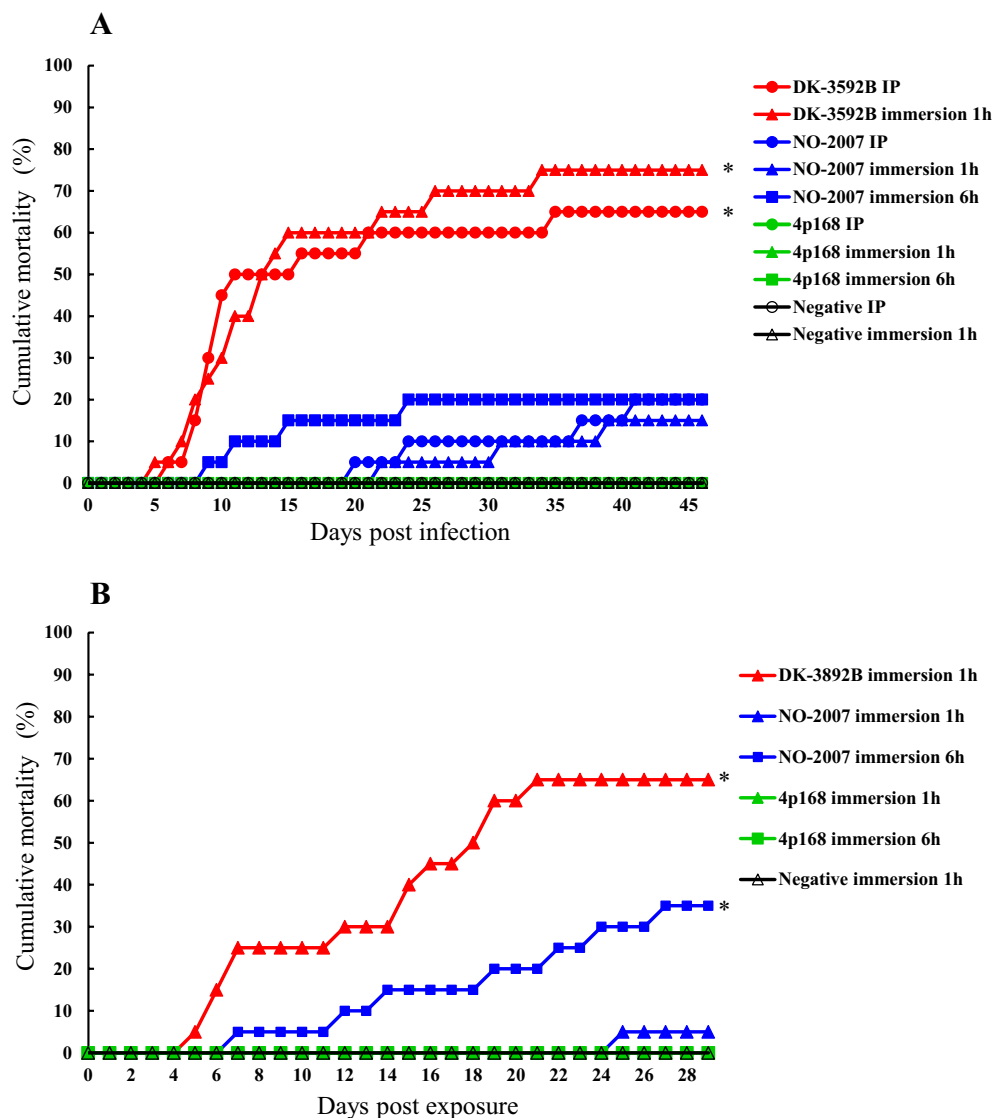 A
100
90
80
70
60
50
40
30
20
10
0
Cumulative mortality (%)
0 5 10 15 20 25 30 35 40 45
Days post infection
DK-3592B IP
DK-3592B immersion 1h
NO-2007 IP
NO-2007 immersion 1h
NO-2007 immersion 6h
4p168 IP
4p168 immersion 1h
4p168 immersion 6h
Negative IP
Negative immersion 1h
*
*
B
100
90
80
70
60
50
40
30
20
10
0
Cumulative mortality (%)
0 2 4 6 8 10 12 14 16 18 20 22 24 26 28
Days post exposure
DK-3892B immersion 1h
NO-2007 immersion 1h
NO-2007 immersion 6h
4p168 immersion 1h
4p168 immersion 6h
Negative immersion 1h
*
*